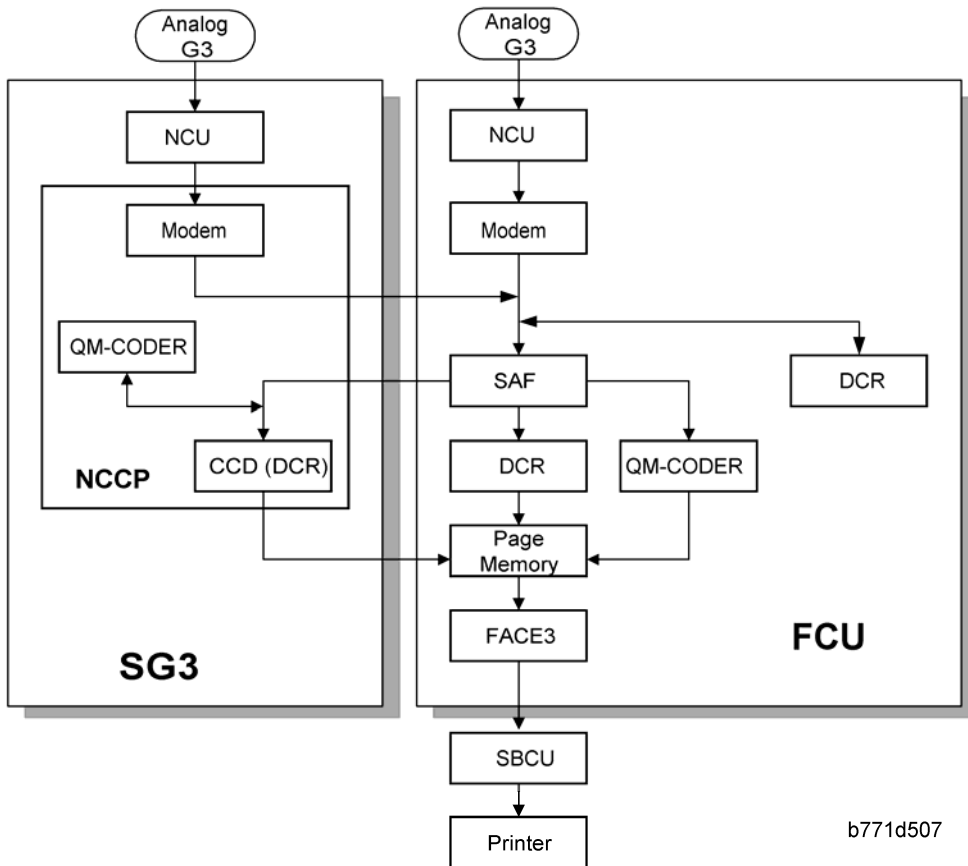 Analog
G3
Analog
G3
NCU
NCU
Modem
Modem
QM-CODER
SAF
DCR
CCD (DCR)
NCCP
DCR
QM-CODER
Page
Memory
FACE3
SG3
FCU
SBCU
Printer
b771d507